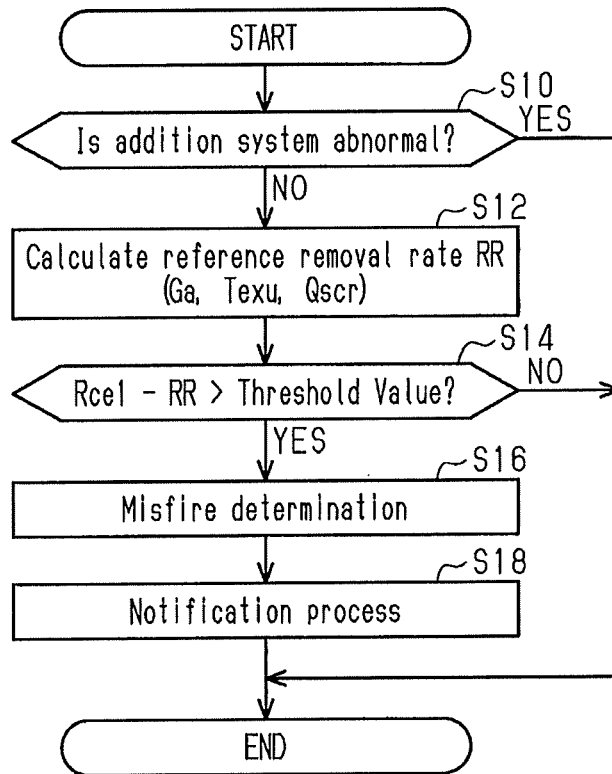 START
S10
Is addition system abnormal?
YES
NO
S12
Calculate reference removal rate RR
(Ga, Texu, Qscr)
S14
Rce1 - RR > Threshold Value?
NO
YES
S16
Misfire determination
S18
Notification process
END